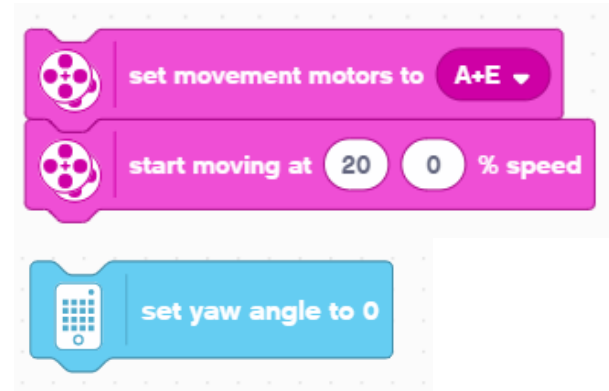 set movement motors to A+E
start moving at 20 0 % speed
set yaw angle to 0